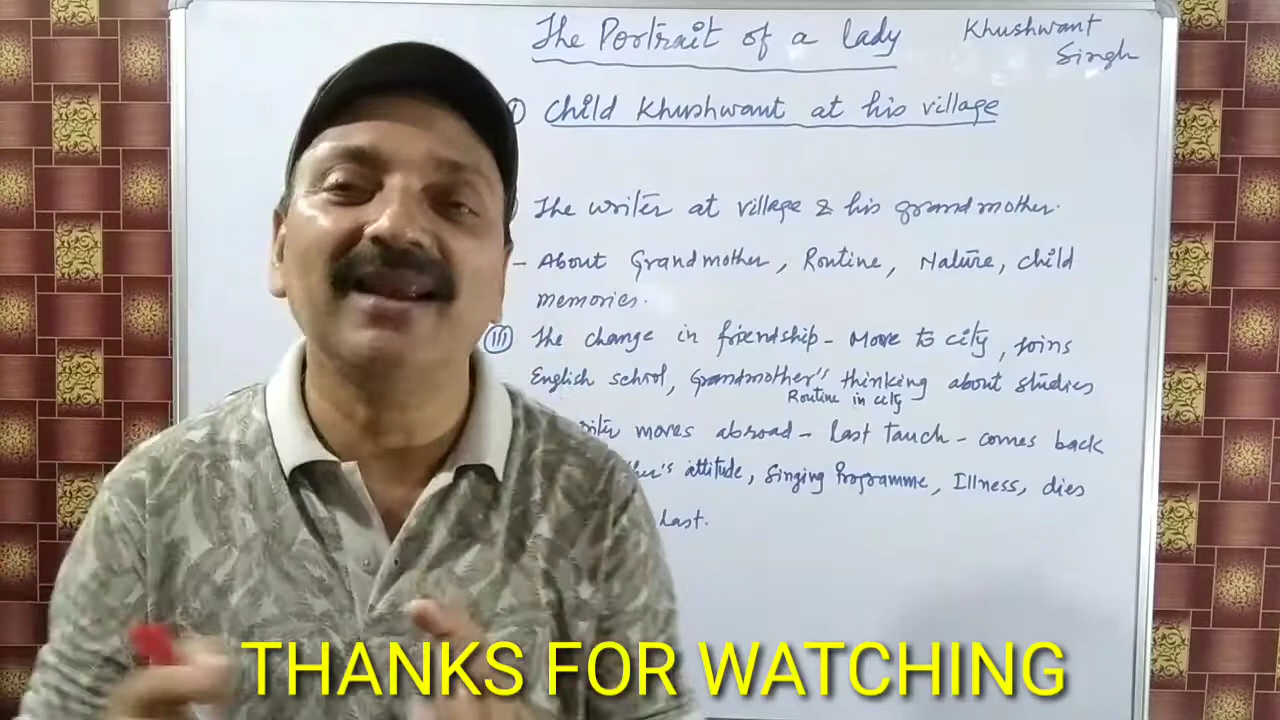 The Portrait of a lady
Khushwant
Singh
Child Khushwant at his village
The writer at village & his grandmother.
- About Grandmother, Routine, Nature, child
memories.
III The change in friendship - Move to city, joins
English school, Grandmother's thinking about studies
Routine in city
moves abroad - last touch - comes back
attitude, Singing Programme, Illness, dies
last.
THANKS FOR WATCHING